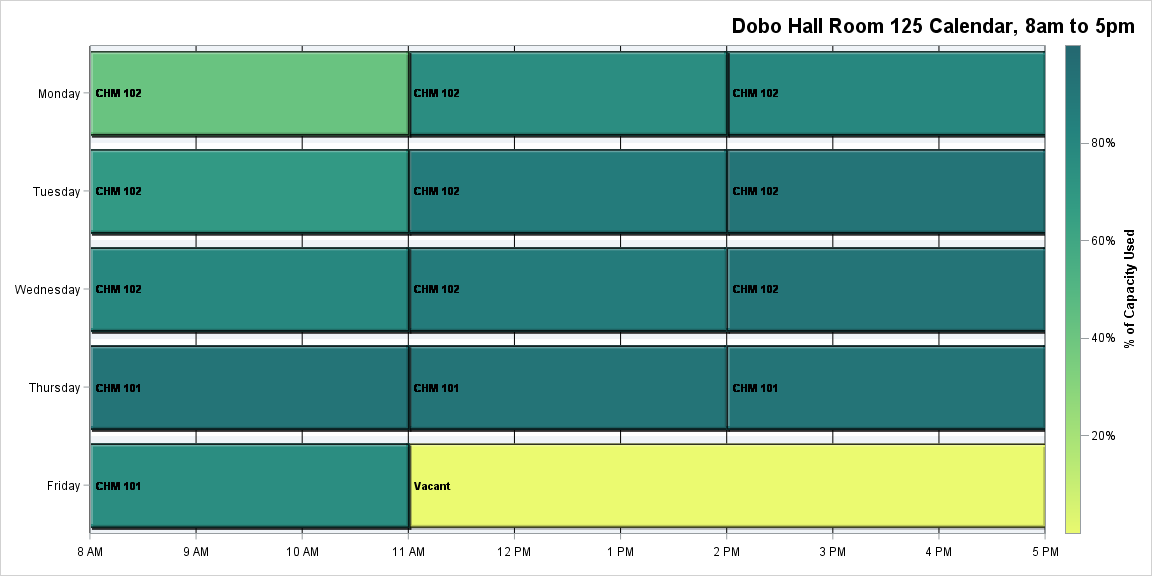 Dobo Hall Room 125 Calendar, 8am to 5pm
Monday
CHM 102
CHM 102
CHM 102
Tuesday
CHM 102
CHM 102
CHM 102
Wednesday
CHM 102
CHM 102
CHM 102
Thursday
CHM 101
CHM 101
CHM 101
Friday
CHM 101
Vacant
8 AM
9 AM
10 AM
11 AM
12 PM
1 PM
2 PM
3 PM
4 PM
5 PM
80%
60%
40%
20%
% of Capacity Used